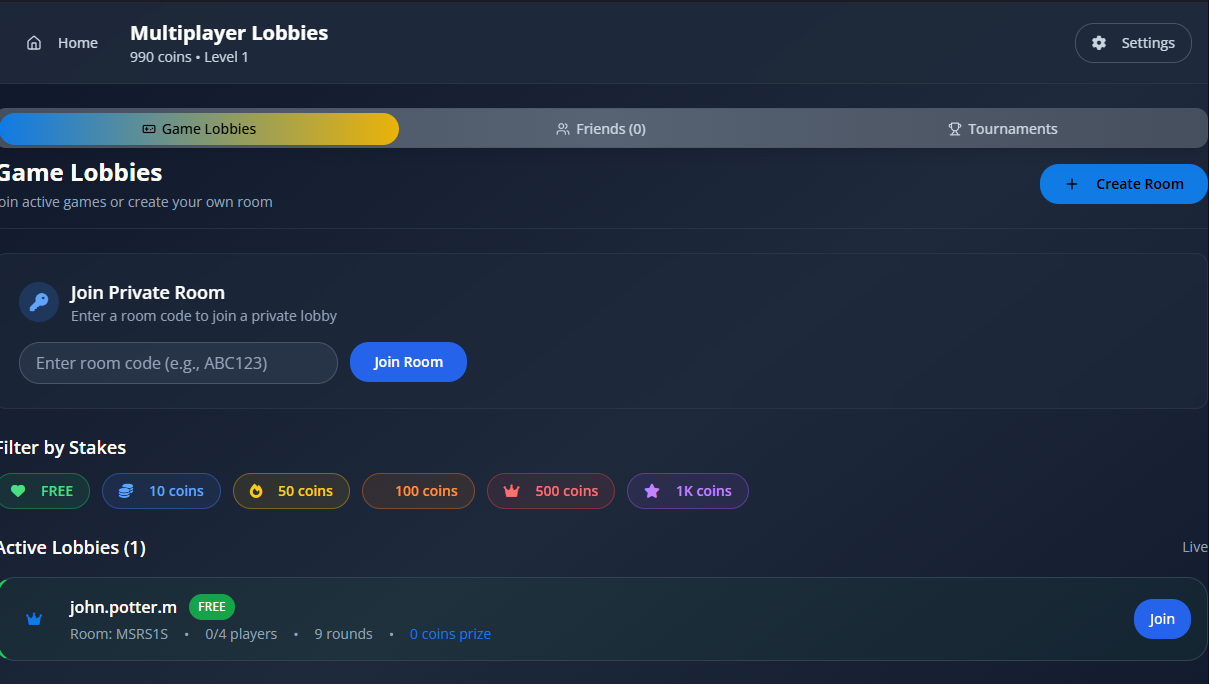 Home
Multiplayer Lobbies
990 coins • Level 1
Settings
Game Lobbies
Friends (0)
Tournaments
Game Lobbies
oin active games or create your own room
+ Create Room
Join Private Room
Enter a room code to join a private lobby
Enter room code (e.g., ABC123)
Join Room
Filter by Stakes
FREE
10 coins
50 coins
100 coins
500 coins
1K coins
Active Lobbies (1)
Live
john.potter.m
FREE
Room: MSRS1S • 0/4 players • 9 rounds • 0 coins prize
Join